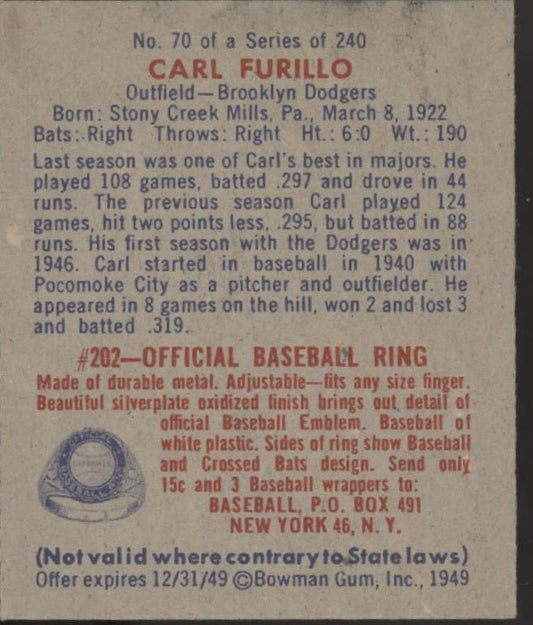 No. 70 of a Series of 240
CARL FURILLO
Outfield—Brooklyn Dodgers
Born: Stony Creek Mills, Pa., March 8, 1922
Bats: Right Throws: Right Ht.: 6:0 Wt.: 190
Last season was one of Carl's best in majors. He
played 108 games, batted .297 and drove in 44
runs. The previous season Carl played 124
games, hit two points less, .295, but batted in 88
runs. His first season with the Dodgers was in
1946. Carl started in baseball in 1940 with
Pocomoke City as a pitcher and outfielder. He
appeared in 8 games on the hill, won 2 and lost 3
and batted .319.
#202—OFFICIAL BASEBALL RING
Made of durable metal. Adjustable—fits any size finger.
Beautiful silverplate oxidized finish brings out detail of
official Baseball Emblem. Baseball of
white plastic. Sides of ring show Baseball
and Crossed Bats design. Send only
15c and 3 Baseball wrappers to:
BASEBALL, P.O. BOX 491
NEW YORK 46, N. Y.
OFFICIAL
BASEBALL RING
(Not valid where contrary to State laws)
Offer expires 12/31/49 ©Bowman Gum, Inc., 1949